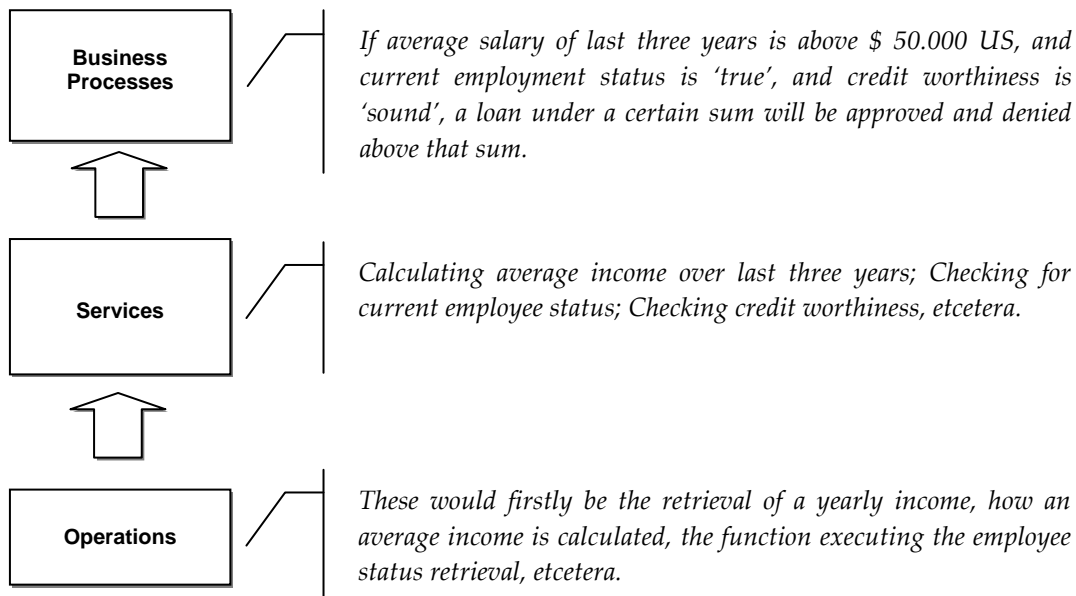 Business
Processes
If average salary of last three years is above $ 50.000 US, and
current employment status is ‘true’, and credit worthiness is
‘sound’, a loan under a certain sum will be approved and denied
above that sum.
Services
Calculating average income over last three years; Checking for
current employee status; Checking credit worthiness, etcetera.
Operations
These would firstly be the retrieval of a yearly income, how an
average income is calculated, the function executing the employee
status retrieval, etcetera.